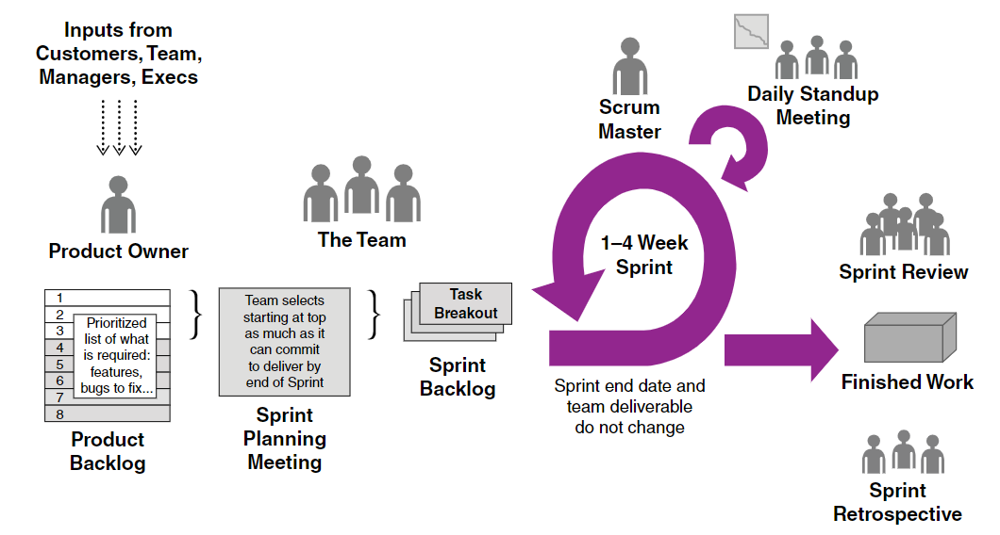 Inputs from
Customers, Team,
Managers, Execs
Product Owner
The Team
Scrum
Master
Daily Standup
Meeting
1
2
3
4
5
6
7
8
Prioritized
list of what
is required:
features,
bugs to fix...
Product
Backlog
Team selects
starting at top
as much as it
can commit
to deliver by
end of Sprint
Sprint
Planning
Meeting
Task
Breakout
Sprint
Backlog
1–4 Week
Sprint
Sprint end date and
team deliverable
do not change
Sprint Review
Finished Work
Sprint
Retrospective